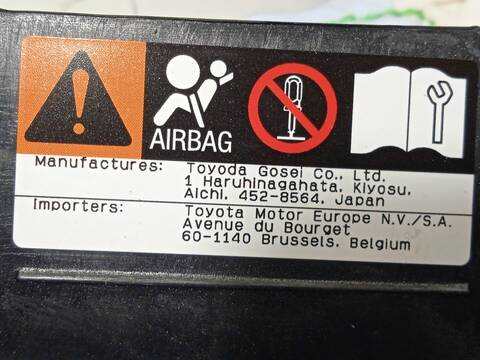 AIRBAG
Manufactures: Toyoda Gosei Co., Ltd.
1 Haruhinagahata, Kiyosu,
Aichi, 452-8564, Japan
Importers: Toyota Motor Europe N.V./S.A.
Avenue du Bourget
60-1140 Brussels, Belgium